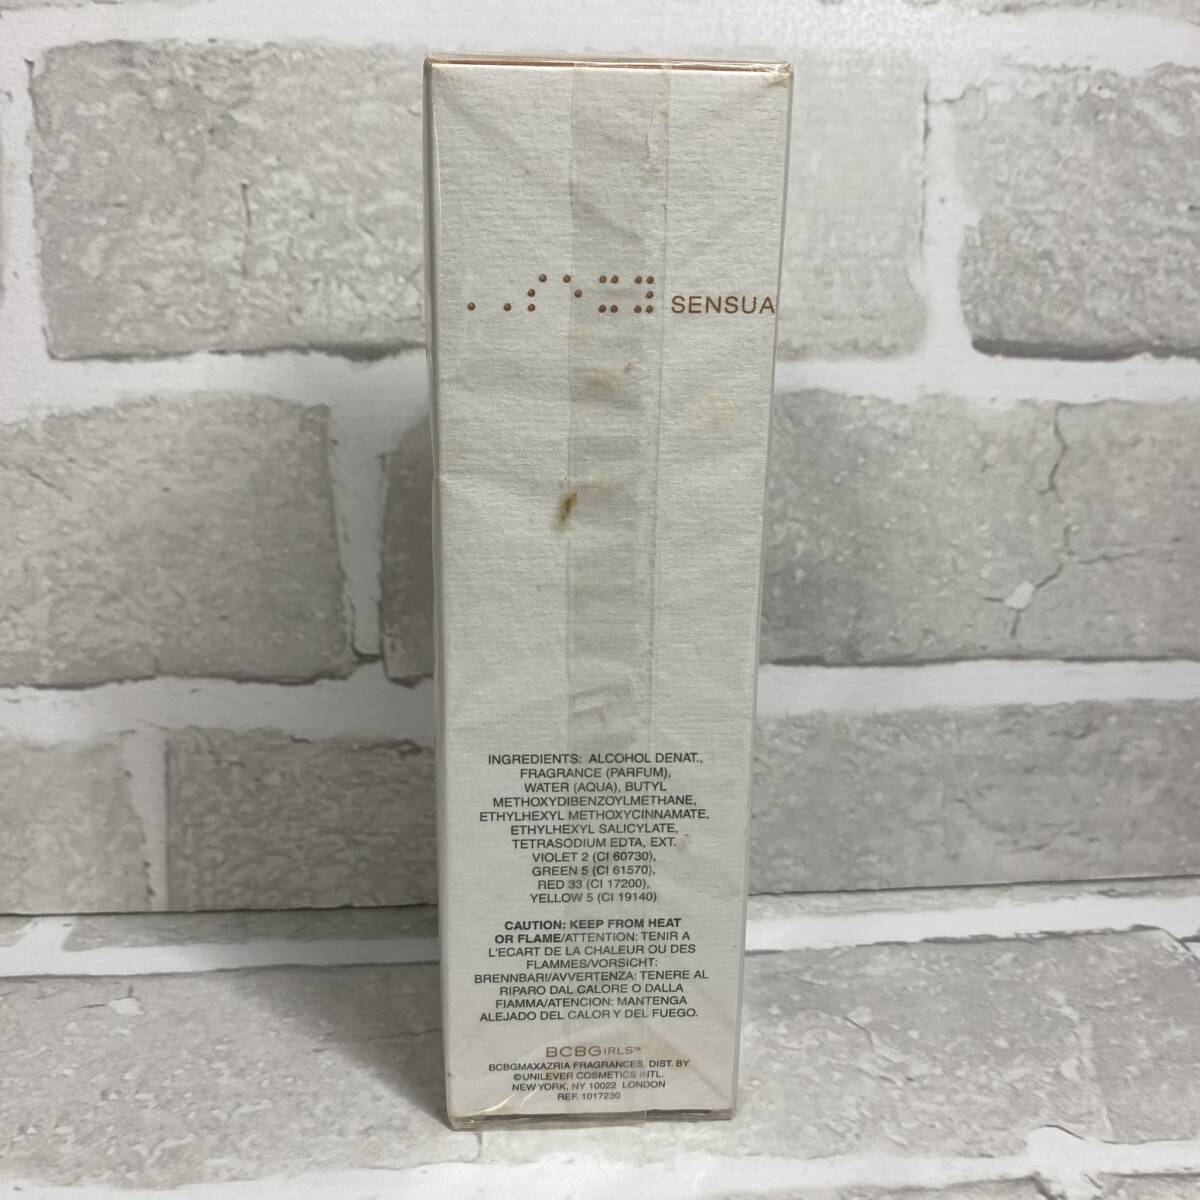 SENSUA
INGREDIENTS: ALCOHOL DENAT.,
FRAGRANCE (PARFUM),
WATER (AQUA), BUTYL
METHOXYDIBENZOYLMETHANE,
ETHYLHEXYL METHOXYCINNAMATE,
ETHYLHEXYL SALICYLATE,
TETRASODIUM EDTA, EXT.
VIOLET 2 (CI 60730),
GREEN 5 (CI 61570),
RED 33 (CI 17200),
YELLOW 5 (CI 19140)
CAUTION: KEEP FROM HEAT
OR FLAME/ATTENTION: TENIR A
L'ECART DE LA CHALEUR OU DES
FLAMMES/VORSICHT:
BRENNBAR!/AVVERTENZA: TENERE AL
RIPARO DAL CALORE O DALLA
FIAMMA/ATENCION: MANTENGA
ALEJADO DEL CALOR Y DEL FUEGO.
BCBGIRLS™
BCBGMAXAZRIA FRAGRANCES, DIST. BY
©UNILEVER COSMETICS INTL.
NEW YORK, NY 10022 LONDON
REF. 1017230